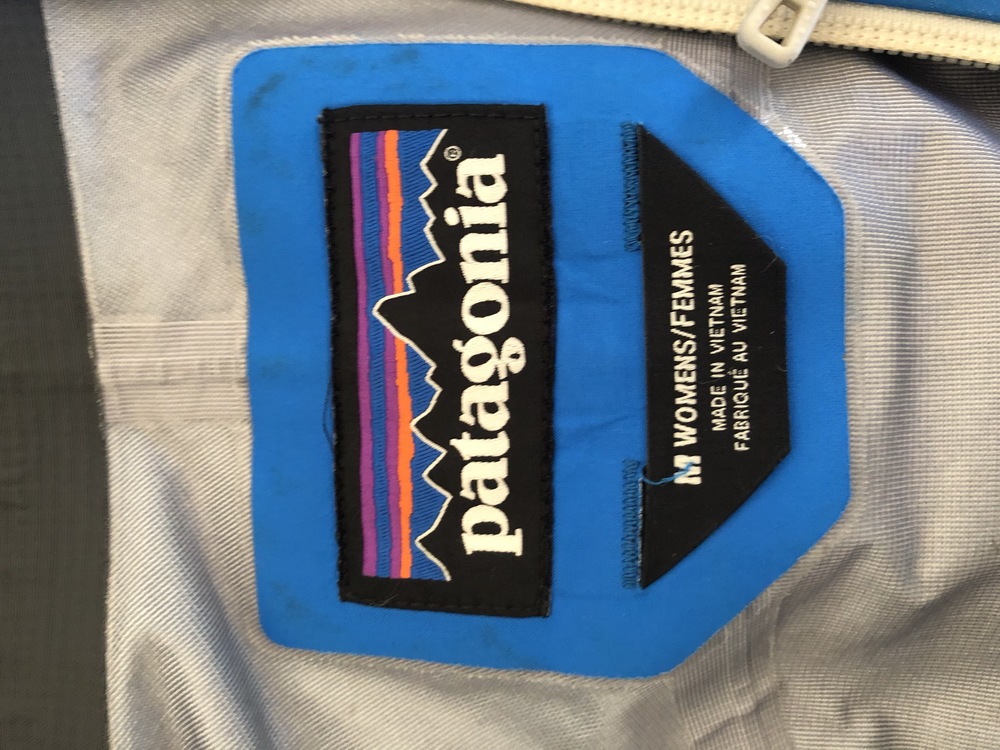 patagonia®
M WOMENS/FEMMES
MADE IN VIETNAM
FABRIQUÉ AU VIETNAM